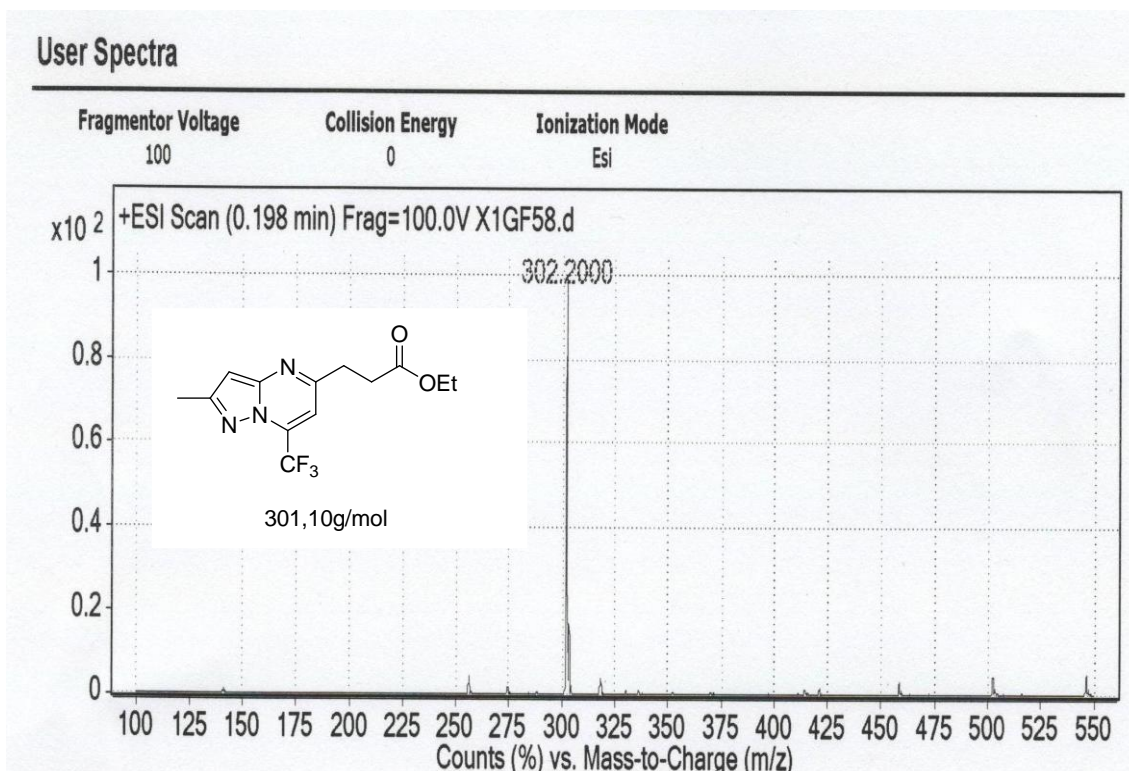 User Spectra
Fragmentor Voltage Collision Energy Ionization Mode
100 0 Esi
x10 2 +ESI Scan (0.198 min) Frag=100.0V X1GF58.d
1 302.2000
0.8
0.6
0.4
0.2
0
N
O
OEt
N
N
CF3
301,10g/mol
100 125 150 175 200 225 250 275 300 325 350 375 400 425 450 475 500 525 550
Counts (%) vs. Mass-to-Charge (m/z)